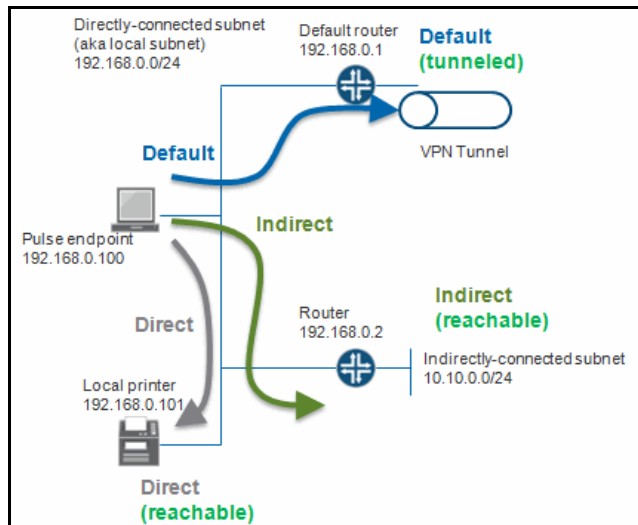 Directly-connected subnet
(aka local subnet)
192.168.0.0/24
Default router
192.168.0.1
Default
(tunneled)
VPN Tunnel
Default
Indirect
Pulse endpoint
192.168.0.100
Direct
Router
192.168.0.2
Indirect
(reachable)
Indirectly-connected subnet
10.10.0.0/24
Local printer
192.168.0.101
Direct
(reachable)